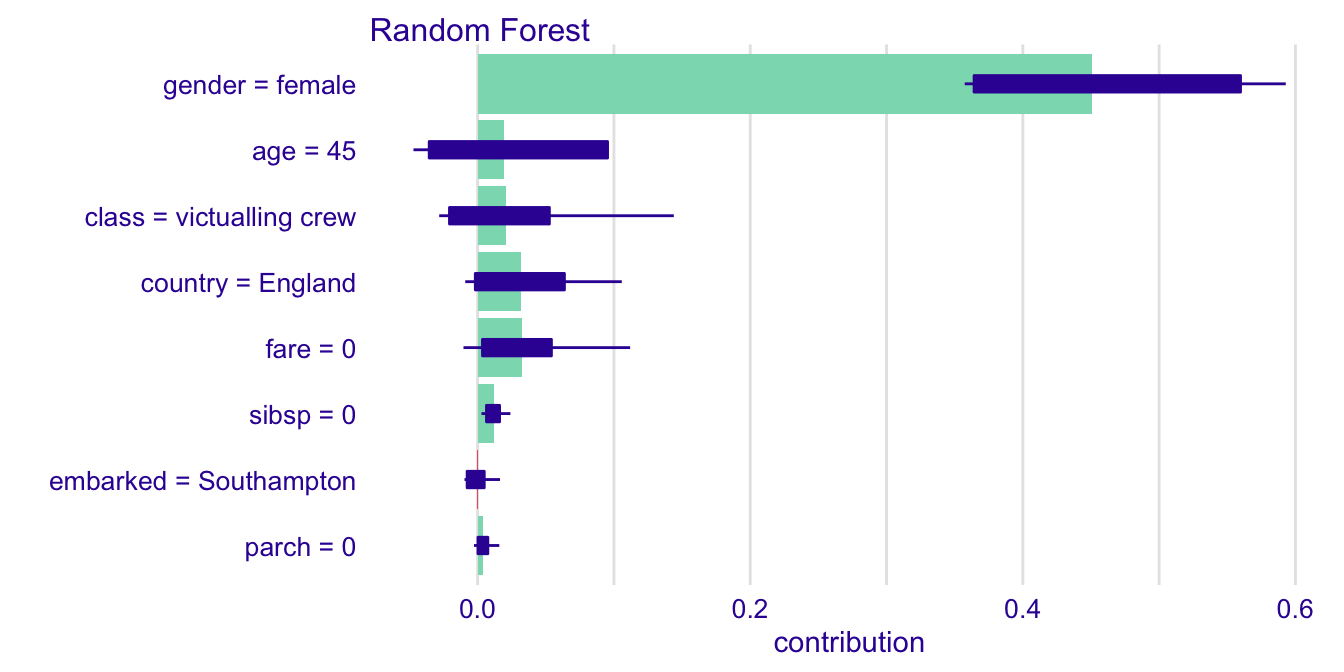 Random Forest
gender = female
age = 45
class = victualling crew
country = England
fare = 0
sibsp = 0
embarked = Southampton
parch = 0
0.0 0.2 0.4 0.6
contribution